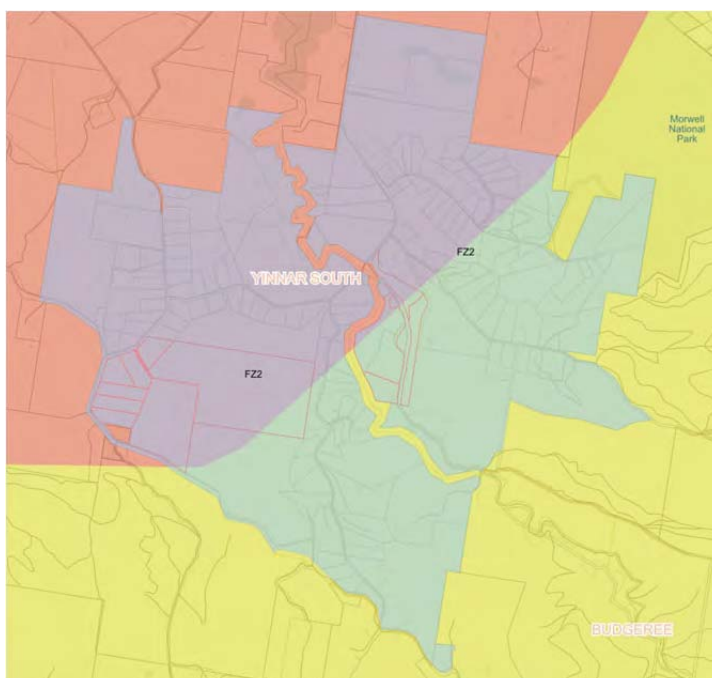 Morwell
National
Park
FZ2
YINNAR SOUTH
FZ2
BUDGEREE